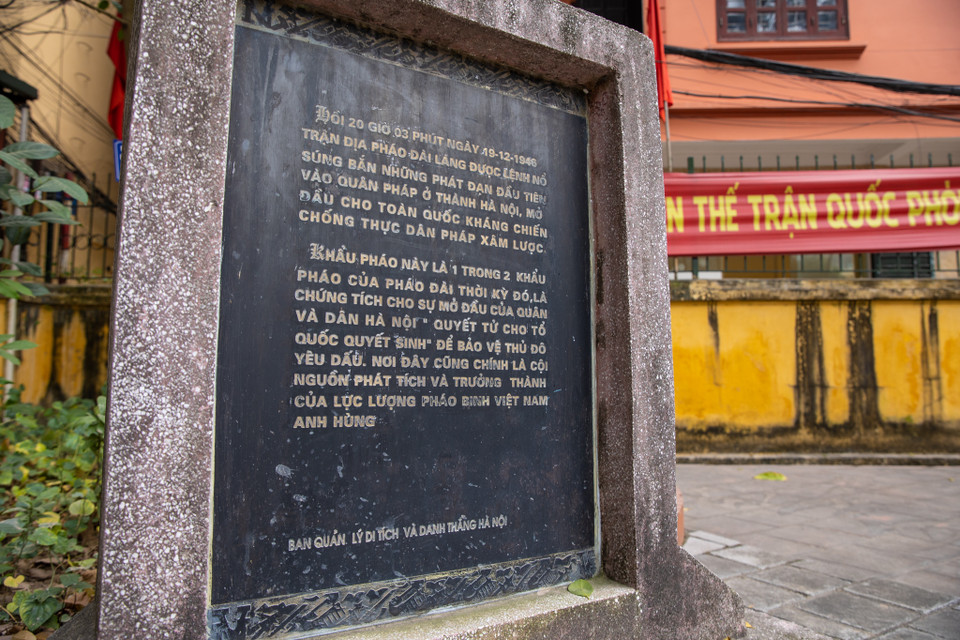 HỒI 20 GIỜ 03 PHÚT NGÀY 19-12-1946
TRẬN ĐỊA PHÁO ĐÀI LÁNG ĐƯỢC LỆNH NỔ
SÚNG BẮN NHỮNG PHÁT ĐẠN ĐẦU TIÊN
VÀO QUÂN PHÁP Ở THÀNH HÀ NỘI, MỞ
ĐẦU CHO TOÀN QUỐC KHÁNG CHIẾN
CHỐNG THỰC DÂN PHÁP XÂM LƯỢC.
KHẨU PHÁO NÀY LÀ 1 TRONG 2 KHẨU
PHÁO CỦA PHÁO ĐÀI THỜI KỲ ĐÓ, LÀ
CHỨNG TÍCH CHO SỰ MỞ ĐẦU CỦA QUÂN
VÀ DÂN HÀ NỘI "QUYẾT TỬ CHO TỔ
QUỐC QUYẾT SINH" ĐỂ BẢO VỆ THỦ ĐÔ
YÊU DẤU. NƠI ĐÂY CŨNG CHÍNH LÀ CỘI
NGUỒN PHÁT TÍCH VÀ TRƯỞNG THÀNH
CỦA LỰC LƯỢNG PHÁO BINH VIỆT NAM
ANH HÙNG
BAN QUẢN LÝ DI TÍCH VÀ DANH THẮNG HÀ NỘI
THẾ TRẬN QUỐC PHÒ